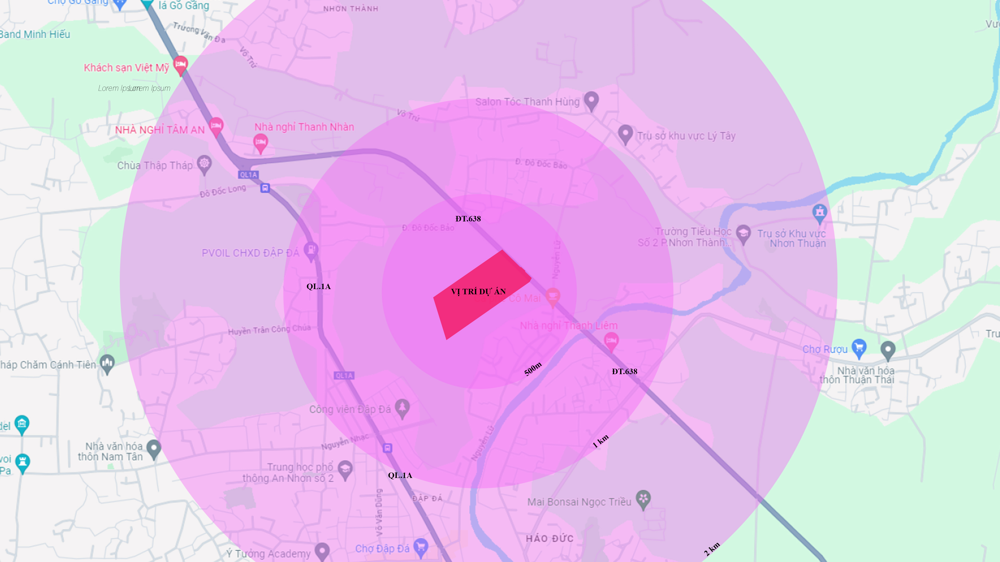 Chợ Gò Găng
lá Gò Găng
NHƠN THÀNH
Trương Văn Đa
Band Minh Hiếu
Võ Trứ
Khách sạn Việt Mỹ
Lorem Ipsum
Lorem Ipsum
Salon Tóc Thanh Hùng
Võ Trứ
NHÀ NGHỈ TÂM AN
Nhà nghỉ Thanh Nhàn
Trụ sở khu vực Lý Tây
Chùa Thập Tháp
Đ. Đô Đốc Bảo
QL1A
Đô Đốc Long
ĐT.638
Đ. Đô Đốc Bảo
Trường Tiểu Học
Số 2 P.Nhơn Thành...
Trụ sở Khu vực
Nhơn Thuận
PVOIL CHXD ĐẬP ĐÁ
Nguyễn Lữ
QL.1A
VỊ TRÍ DỰ ÁN
Cô Mai
Nhà nghỉ Thanh Liêm
Huyền Trân Công Chúa
Chợ Rượu
háp Chăm Cánh Tiên
500m
ĐT.638
Nhà văn hóa
thôn Thuận Thái
QL1A
Công viên Đập Đá
del
Nguyễn Nhạc
1 km
Nguyễn Lữ
Nhà văn hóa
thôn Nam Tân
voi
Pa
Trung học phổ
thông An Nhơn số 2
QL.1A
ĐẬP ĐÁ
Võ Văn Dũng
Mai Bonsai Ngọc Triều
HÁO ĐỨC
Chợ Đập Đá
Ý Tưởng Academy
2 km